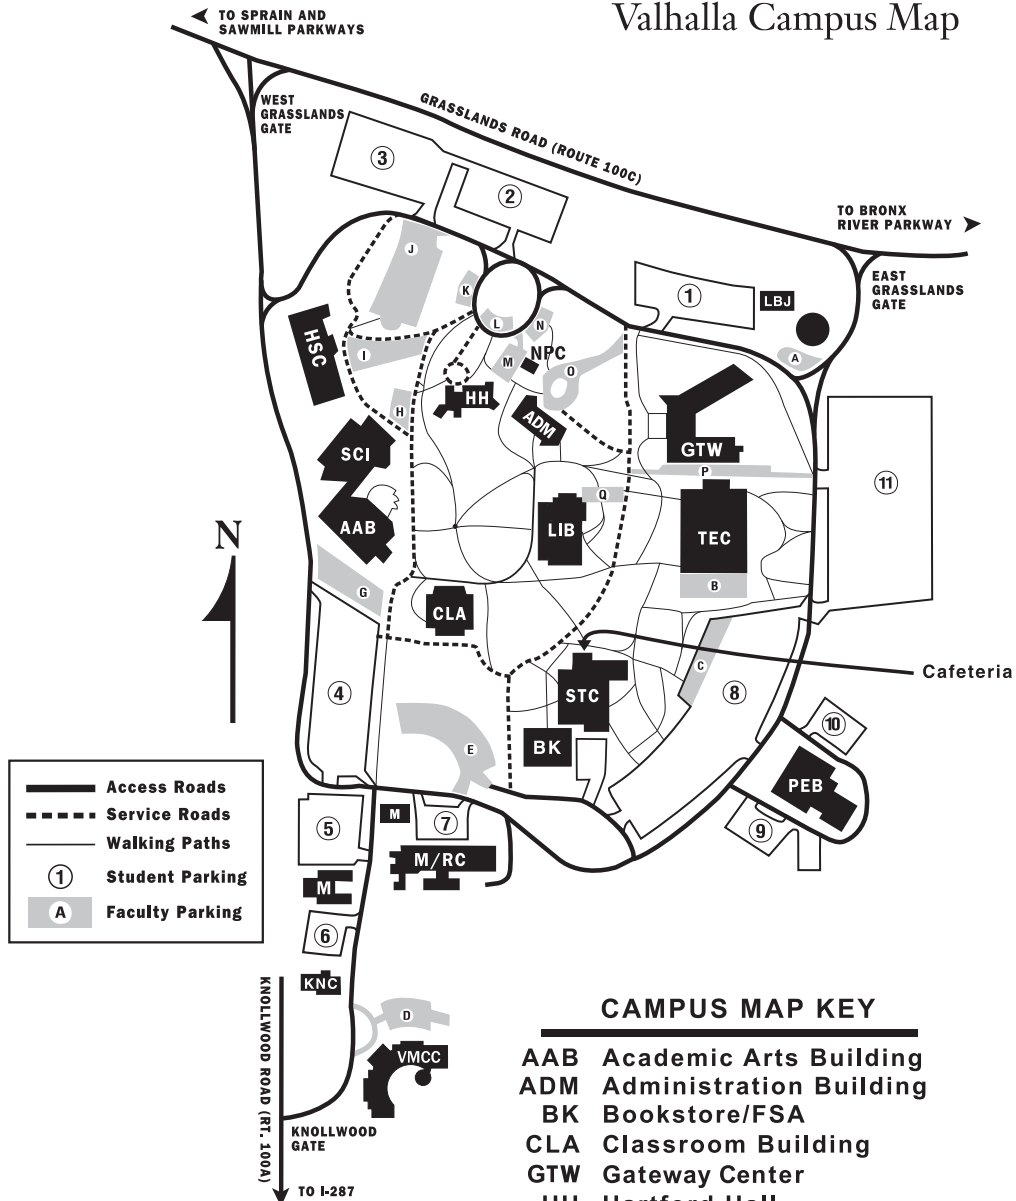 Valhalla Campus Map
TO SPRAIN AND
SAWMILL PARKWAYS
WEST
GRASSLANDS
GATE
GRASSLANDS ROAD (ROUTE 100C)
3
2
TO BRONX
RIVER PARKWAY
EAST
GRASSLANDS
GATE
1
LBJ
A
J
K
L
N
M
NPC
O
I
HSC
H
HH
ADM
GTW
P
SCI
AAB
Q
LIB
TEC
B
11
N
G
CLA
Cafeteria
C
8
4
STC
BK
E
10
PEB
9
Access Roads
Service Roads
Walking Paths
1 Student Parking
A Faculty Parking
5
M
7
M/RC
M
6
KNC
D
VMCC
KNOLLWOOD ROAD (RT. 100A)
KNOLLWOOD
GATE
TO I-287
CAMPUS MAP KEY
AAB Academic Arts Building
ADM Administration Building
BK Bookstore/FSA
CLA Classroom Building
GTW Gateway Center
HH Hartford Hall